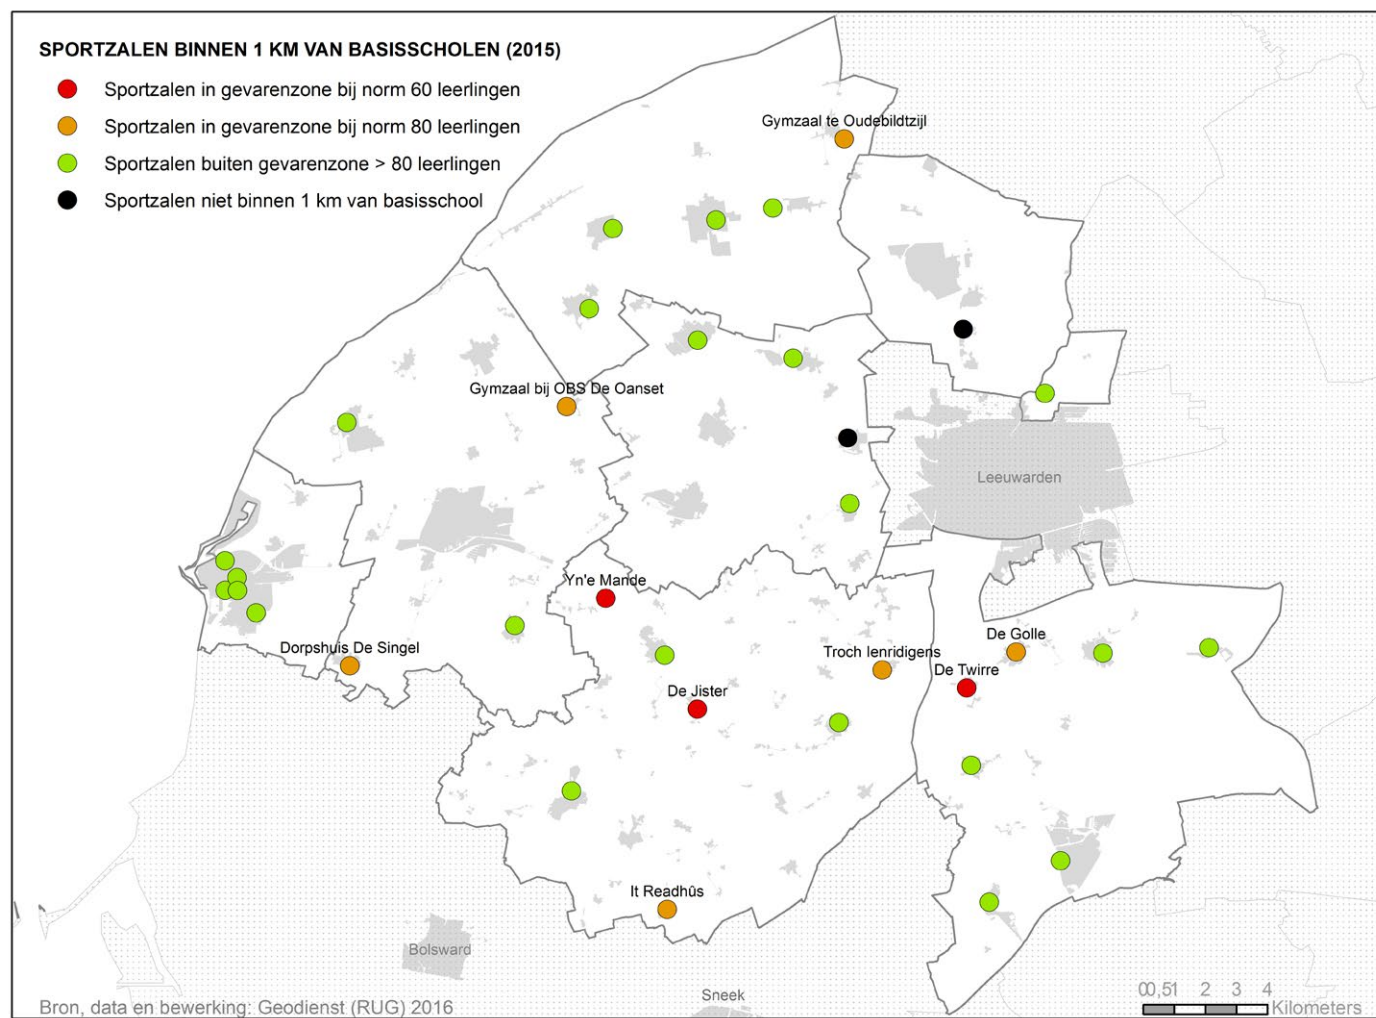 SPORTZALEN BINNEN 1 KM VAN BASISSCHOLEN (2015)
Sportzalen in gevarenzone bij norm 60 leerlingen
Sportzalen in gevarenzone bij norm 80 leerlingen
Sportzalen buiten gevarenzone > 80 leerlingen
Sportzalen niet binnen 1 km van basisschool
Gymzaal te Oudebildtzijl
Gymzaal bij OBS De Oanset
Leeuwarden
Yn'e Mande
De Golle
Dorpshuis De Singel
Troch Ienridigens
De Twirre
De Jister
It Readhûs
Bolsward
Sneek
Bron, data en bewerking: Geodienst (RUG) 2016
0 0,5 1 2 3 4 Kilometers